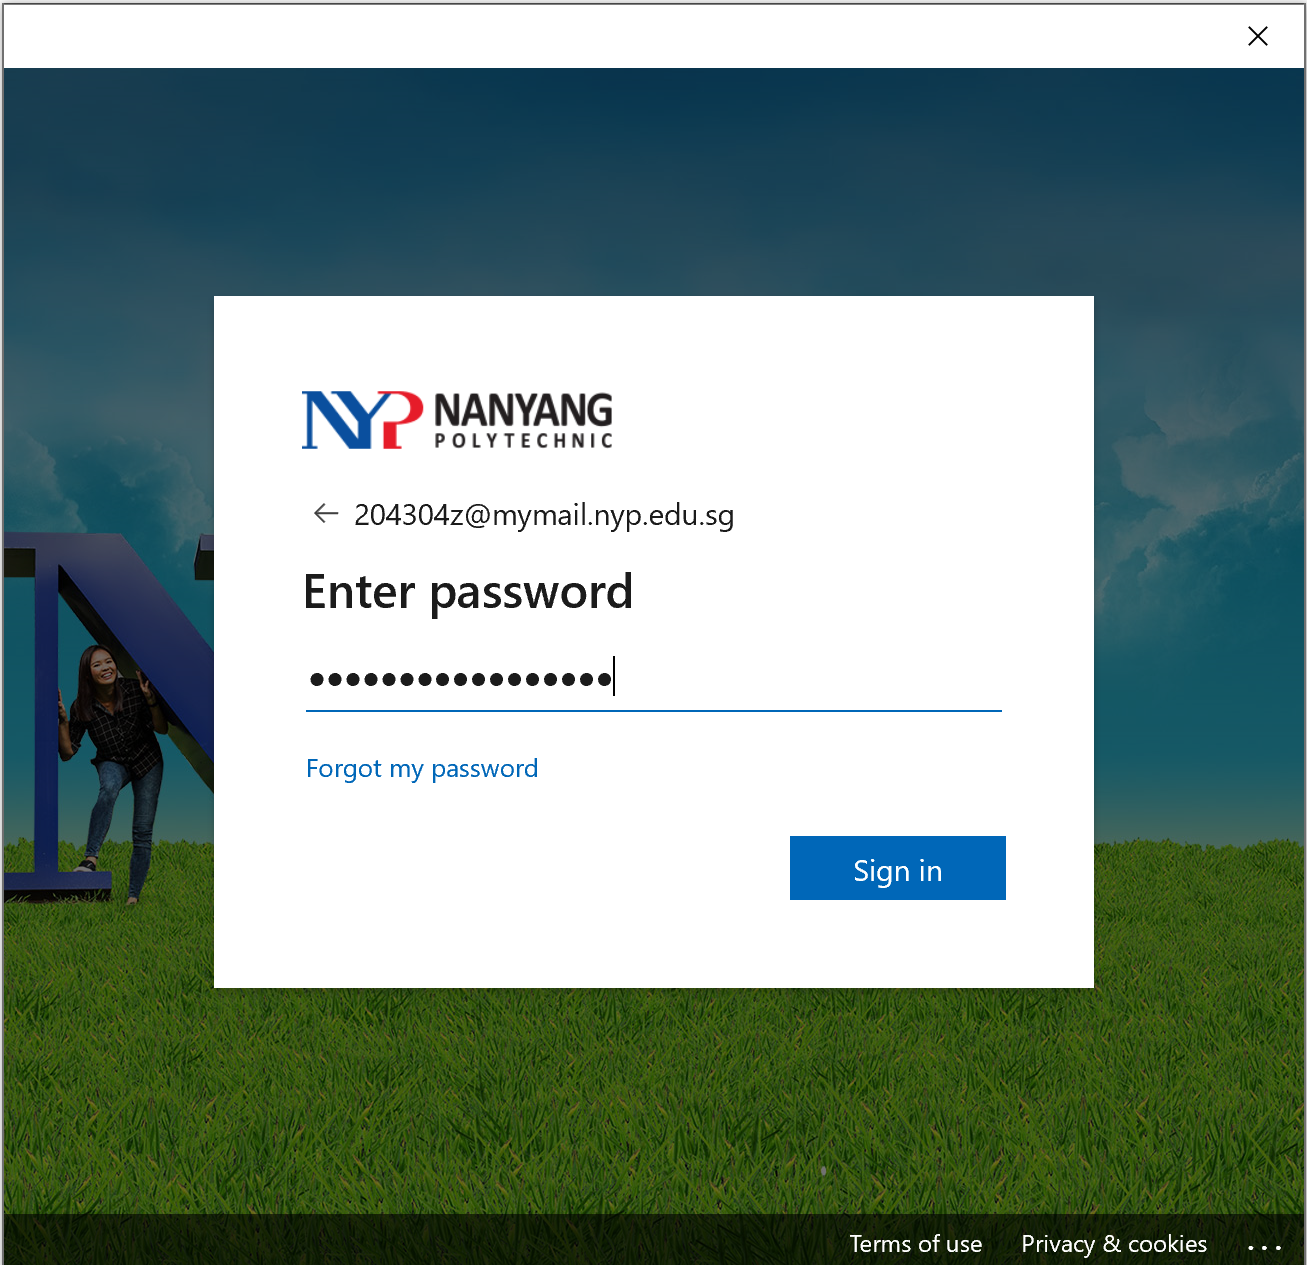 NYP NANYANG
POLYTECHNIC
204304z@mymail.nyp.edu.sg
Enter password
Forgot my password
Sign in
Terms of use Privacy & cookies ...